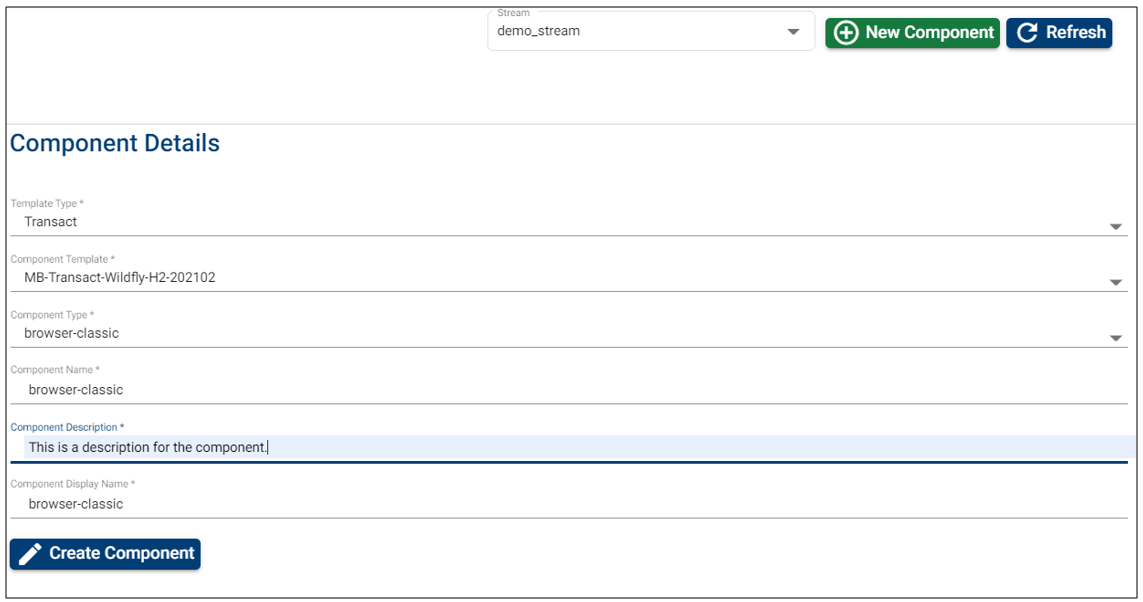 Stream
demo_stream
New Component
Refresh
Component Details
Template Type *
Transact
Component Template *
MB-Transact-Wildfly-H2-202102
Component Type *
browser-classic
Component Name *
browser-classic
Component Description *
This is a description for the component.
Component Display Name *
browser-classic
Create Component